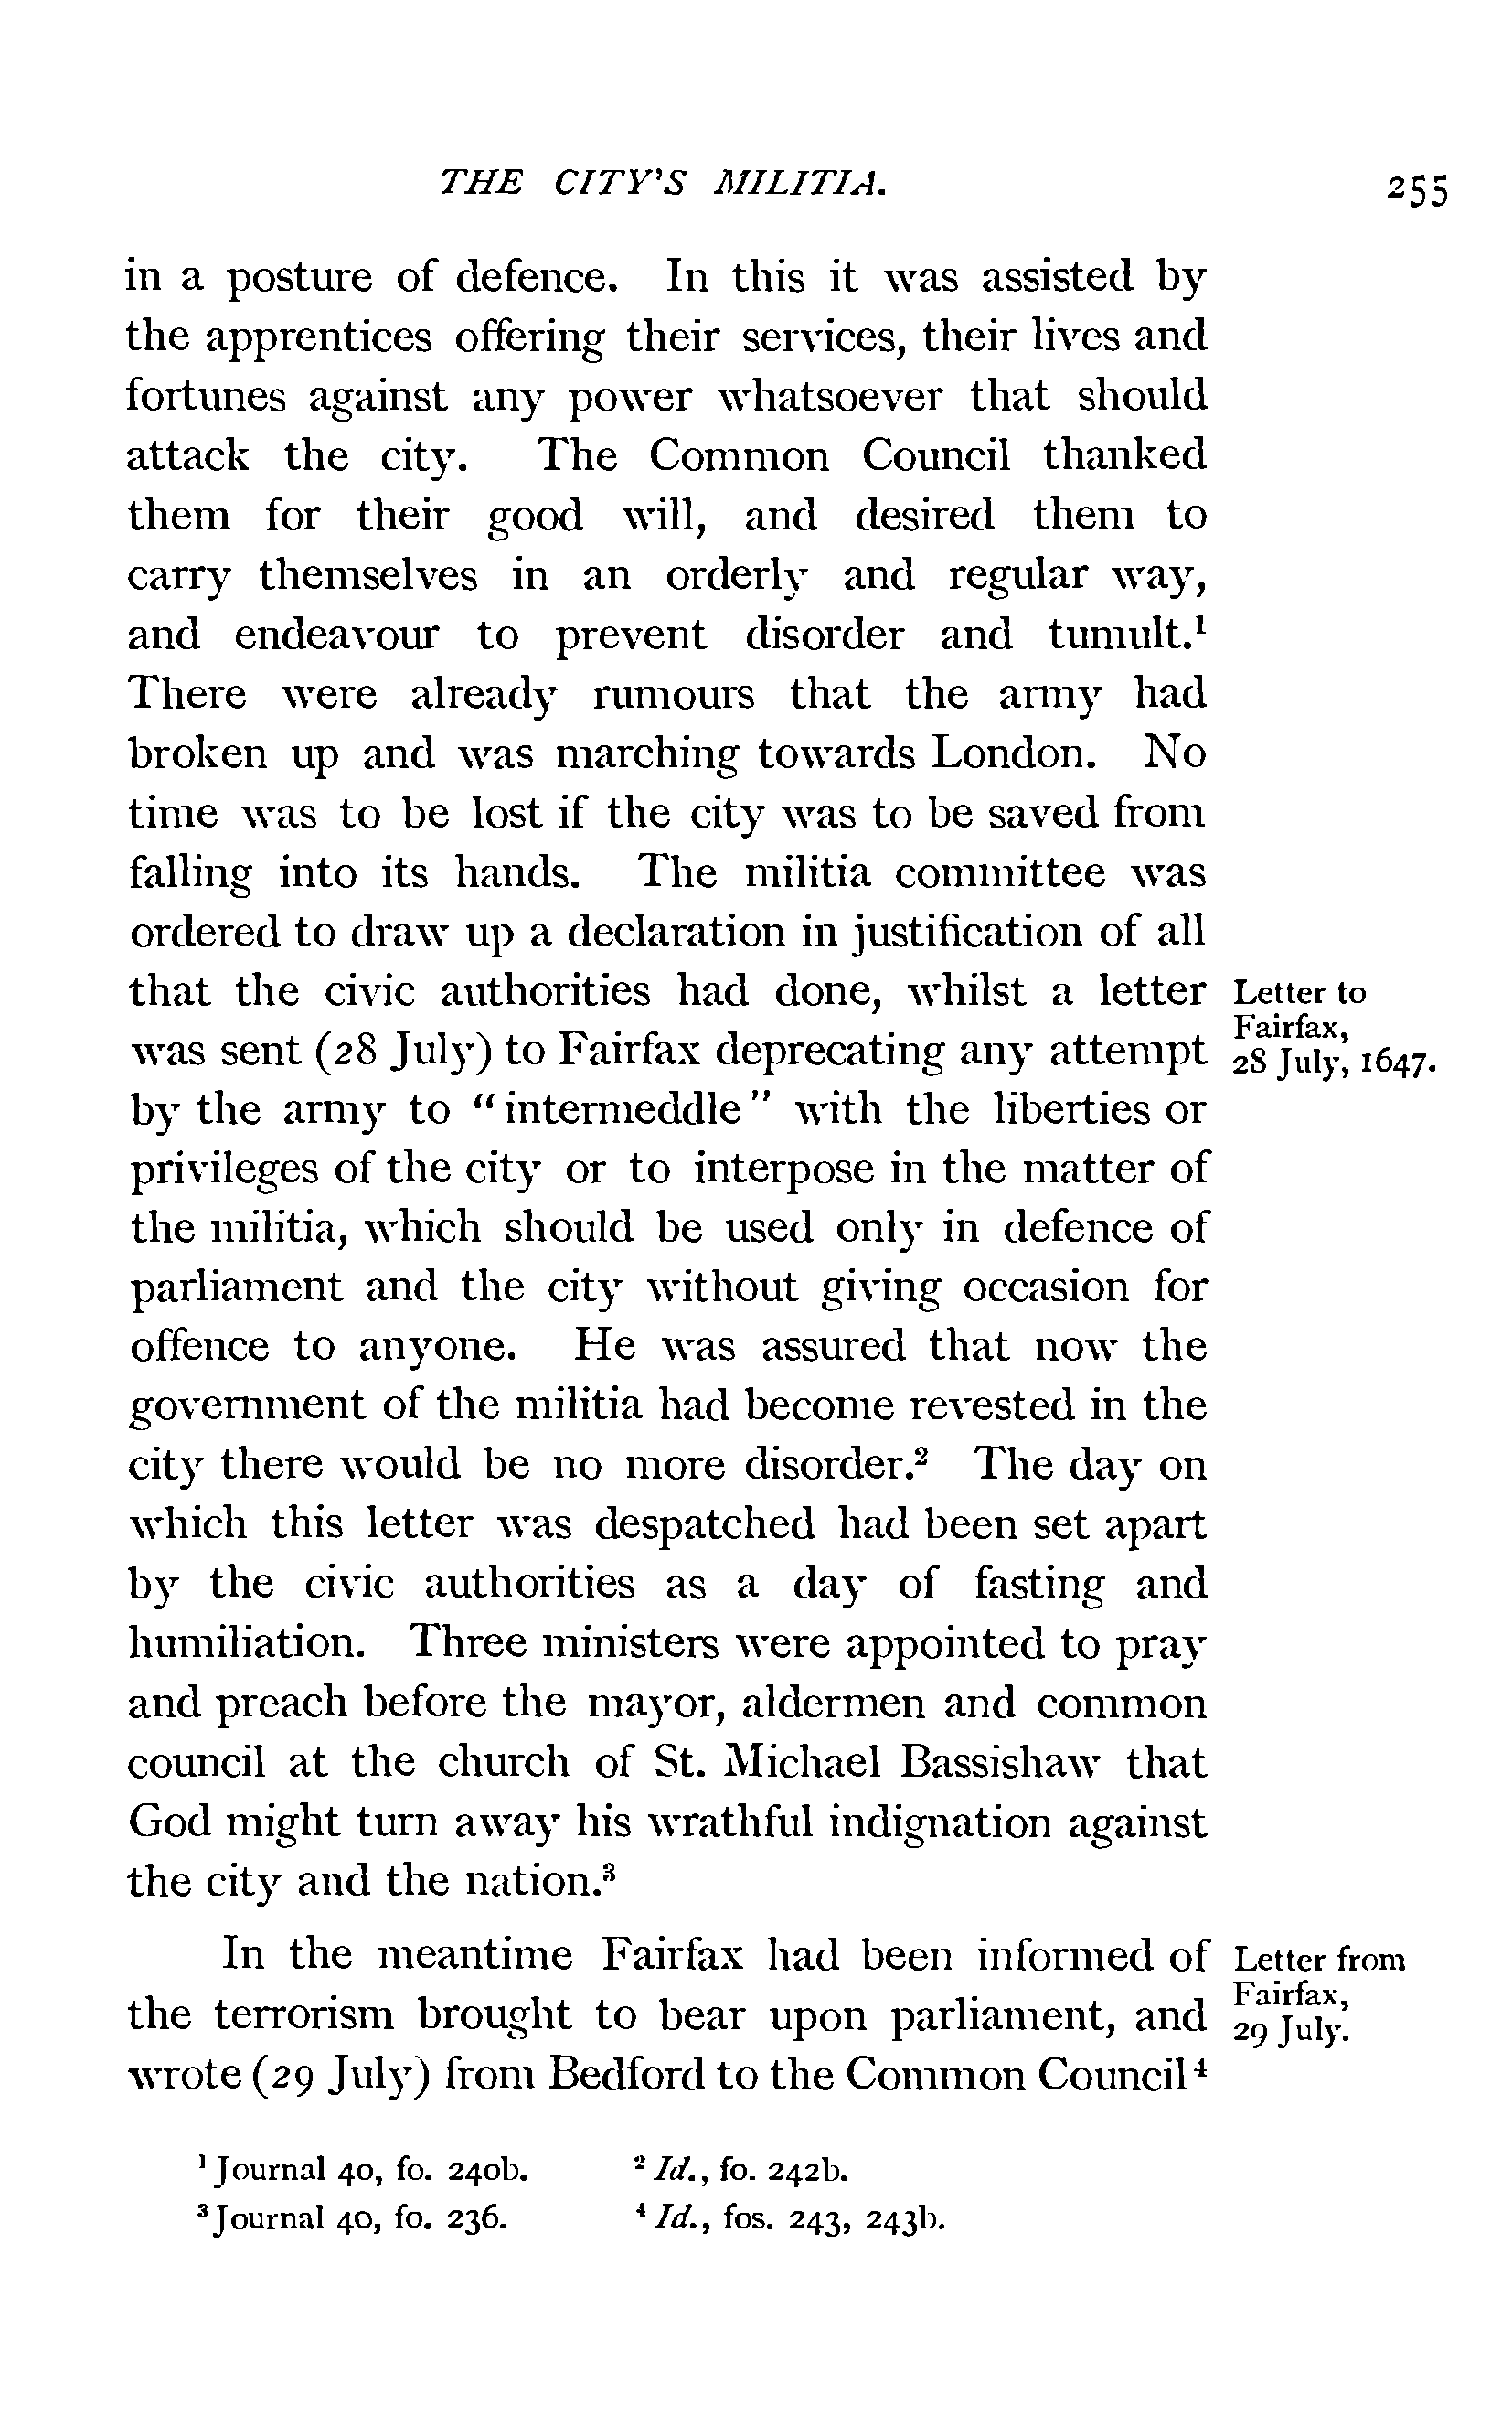 THE CITY'S MILITIA. 255
in a posture of defence. In this it was assisted by
the apprentices offering their services, their lives and
fortunes against any power whatsoever that should
attack the city. The Common Council thanked
them for their good will, and desired them to
carry themselves in an orderly and regular way,
and endeavour to prevent disorder and tumult.¹
There were already rumours that the army had
broken up and was marching towards London. No
time was to be lost if the city was to be saved from
falling into its hands. The militia committee was
ordered to draw up a declaration in justification of all
that the civic authorities had done, whilst a letter
was sent (28 July) to Fairfax deprecating any attempt
by the army to "intermeddle" with the liberties or
privileges of the city or to interpose in the matter of
the militia, which should be used only in defence of
parliament and the city without giving occasion for
offence to anyone. He was assured that now the
government of the militia had become revested in the
city there would be no more disorder.² The day on
which this letter was despatched had been set apart
by the civic authorities as a day of fasting and
humiliation. Three ministers were appointed to pray
and preach before the mayor, aldermen and common
council at the church of St. Michael Bassishaw that
God might turn away his wrathful indignation against
the city and the nation.³
Letter to
Fairfax,
28 July, 1647.
In the meantime Fairfax had been informed of
the terrorism brought to bear upon parliament, and
wrote (29 July) from Bedford to the Common Council⁴
Letter from
Fairfax,
29 July.
¹ Journal 40, fo. 240b. ² Id., fo. 242b.
³ Journal 40, fo. 236. ⁴ Id., fos. 243, 243b.